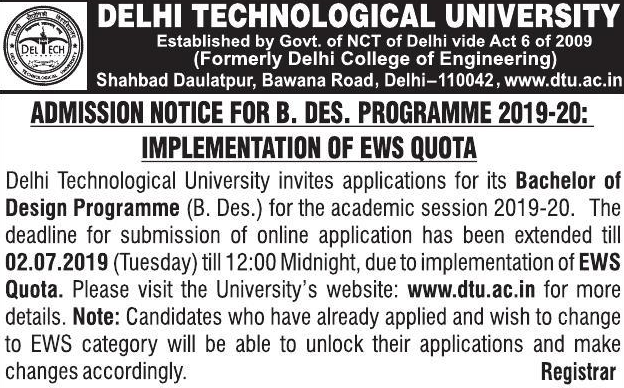 DELTECH
DELHI TECHNOLOGICAL UNIVERSITY
Established by Govt. of NCT of Delhi vide Act 6 of 2009
(Formerly Delhi College of Engineering)
Shahbad Daulatpur, Bawana Road, Delhi–110042, www.dtu.ac.in
ADMISSION NOTICE FOR B. DES. PROGRAMME 2019-20:
IMPLEMENTATION OF EWS QUOTA
Delhi Technological University invites applications for its Bachelor of
Design Programme (B. Des.) for the academic session 2019-20. The
deadline for submission of online application has been extended till
02.07.2019 (Tuesday) till 12:00 Midnight, due to implementation of EWS
Quota. Please visit the University's website: www.dtu.ac.in for more
details. Note: Candidates who have already applied and wish to change
to EWS category will be able to unlock their applications and make
changes accordingly. Registrar